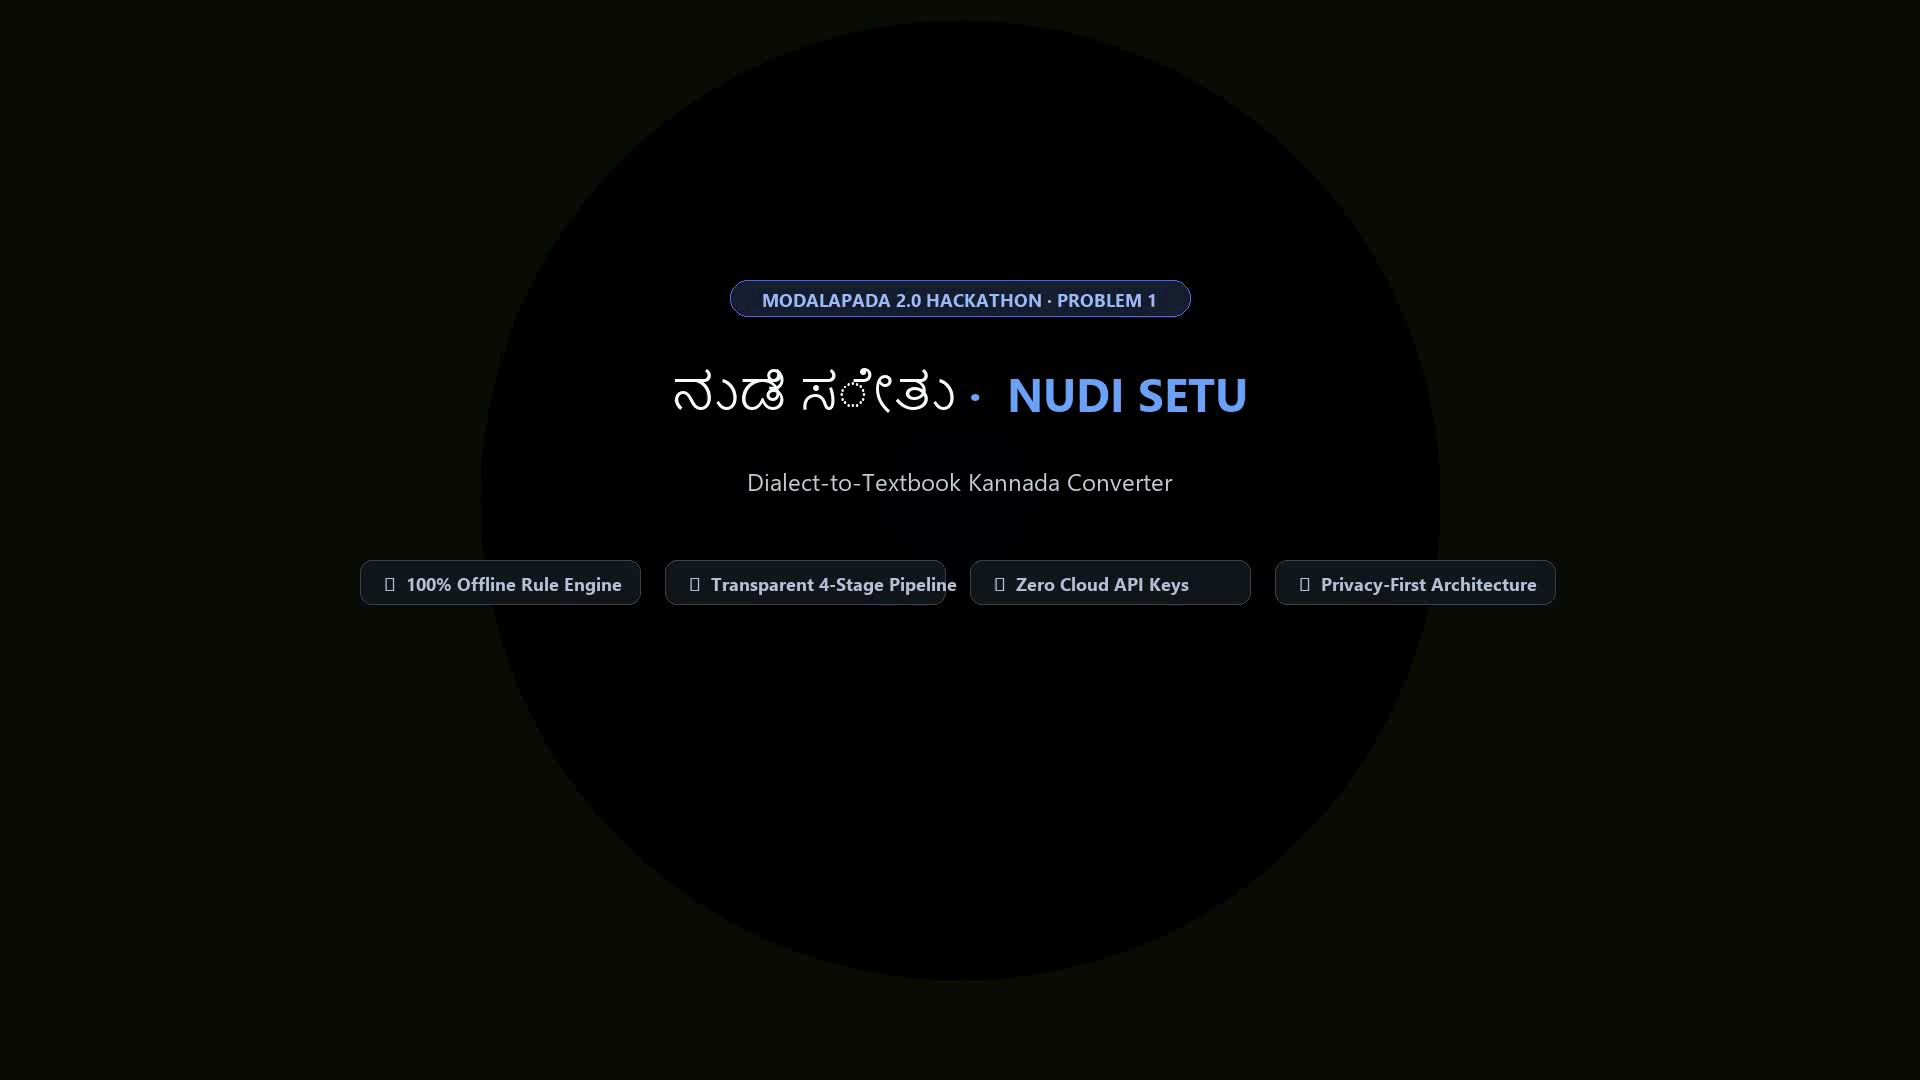 MODALAPADA 2.0 HACKATHON · PROBLEM 1
ನುಡಿ ಸೇತು · NUDI SETU
Dialect-to-Textbook Kannada Converter
100% Offline Rule Engine
Transparent 4-Stage Pipeline
Zero Cloud API Keys
Privacy-First Architecture